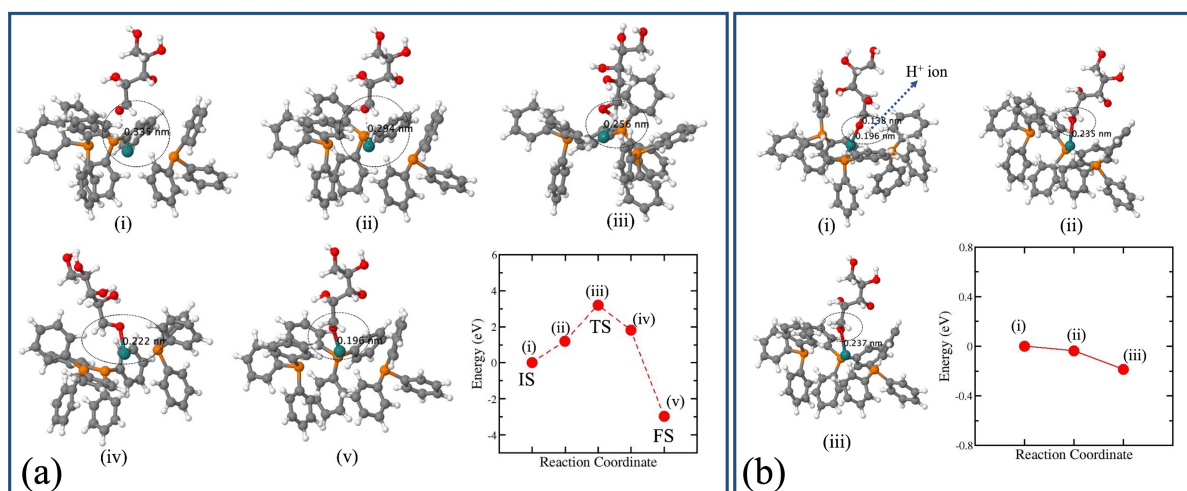 0.335 nm
(i)
0.294 nm
(ii)
0.256 nm
(iii)
0.222 nm
(iv)
0.196 nm
(v)
6
4
2
0
-2
-4
Energy (eV)
(i)
IS
(ii)
(iii)
TS
(iv)
(v)
FS
Reaction Coordinate
(a)
H+ ion
0.138 nm
0.196 nm
(i)
0.235 nm
(ii)
0.237 nm
(iii)
0.8
0.4
0
-0.4
-0.8
Energy (eV)
(i)
(ii)
(iii)
Reaction Coordinate
(b)